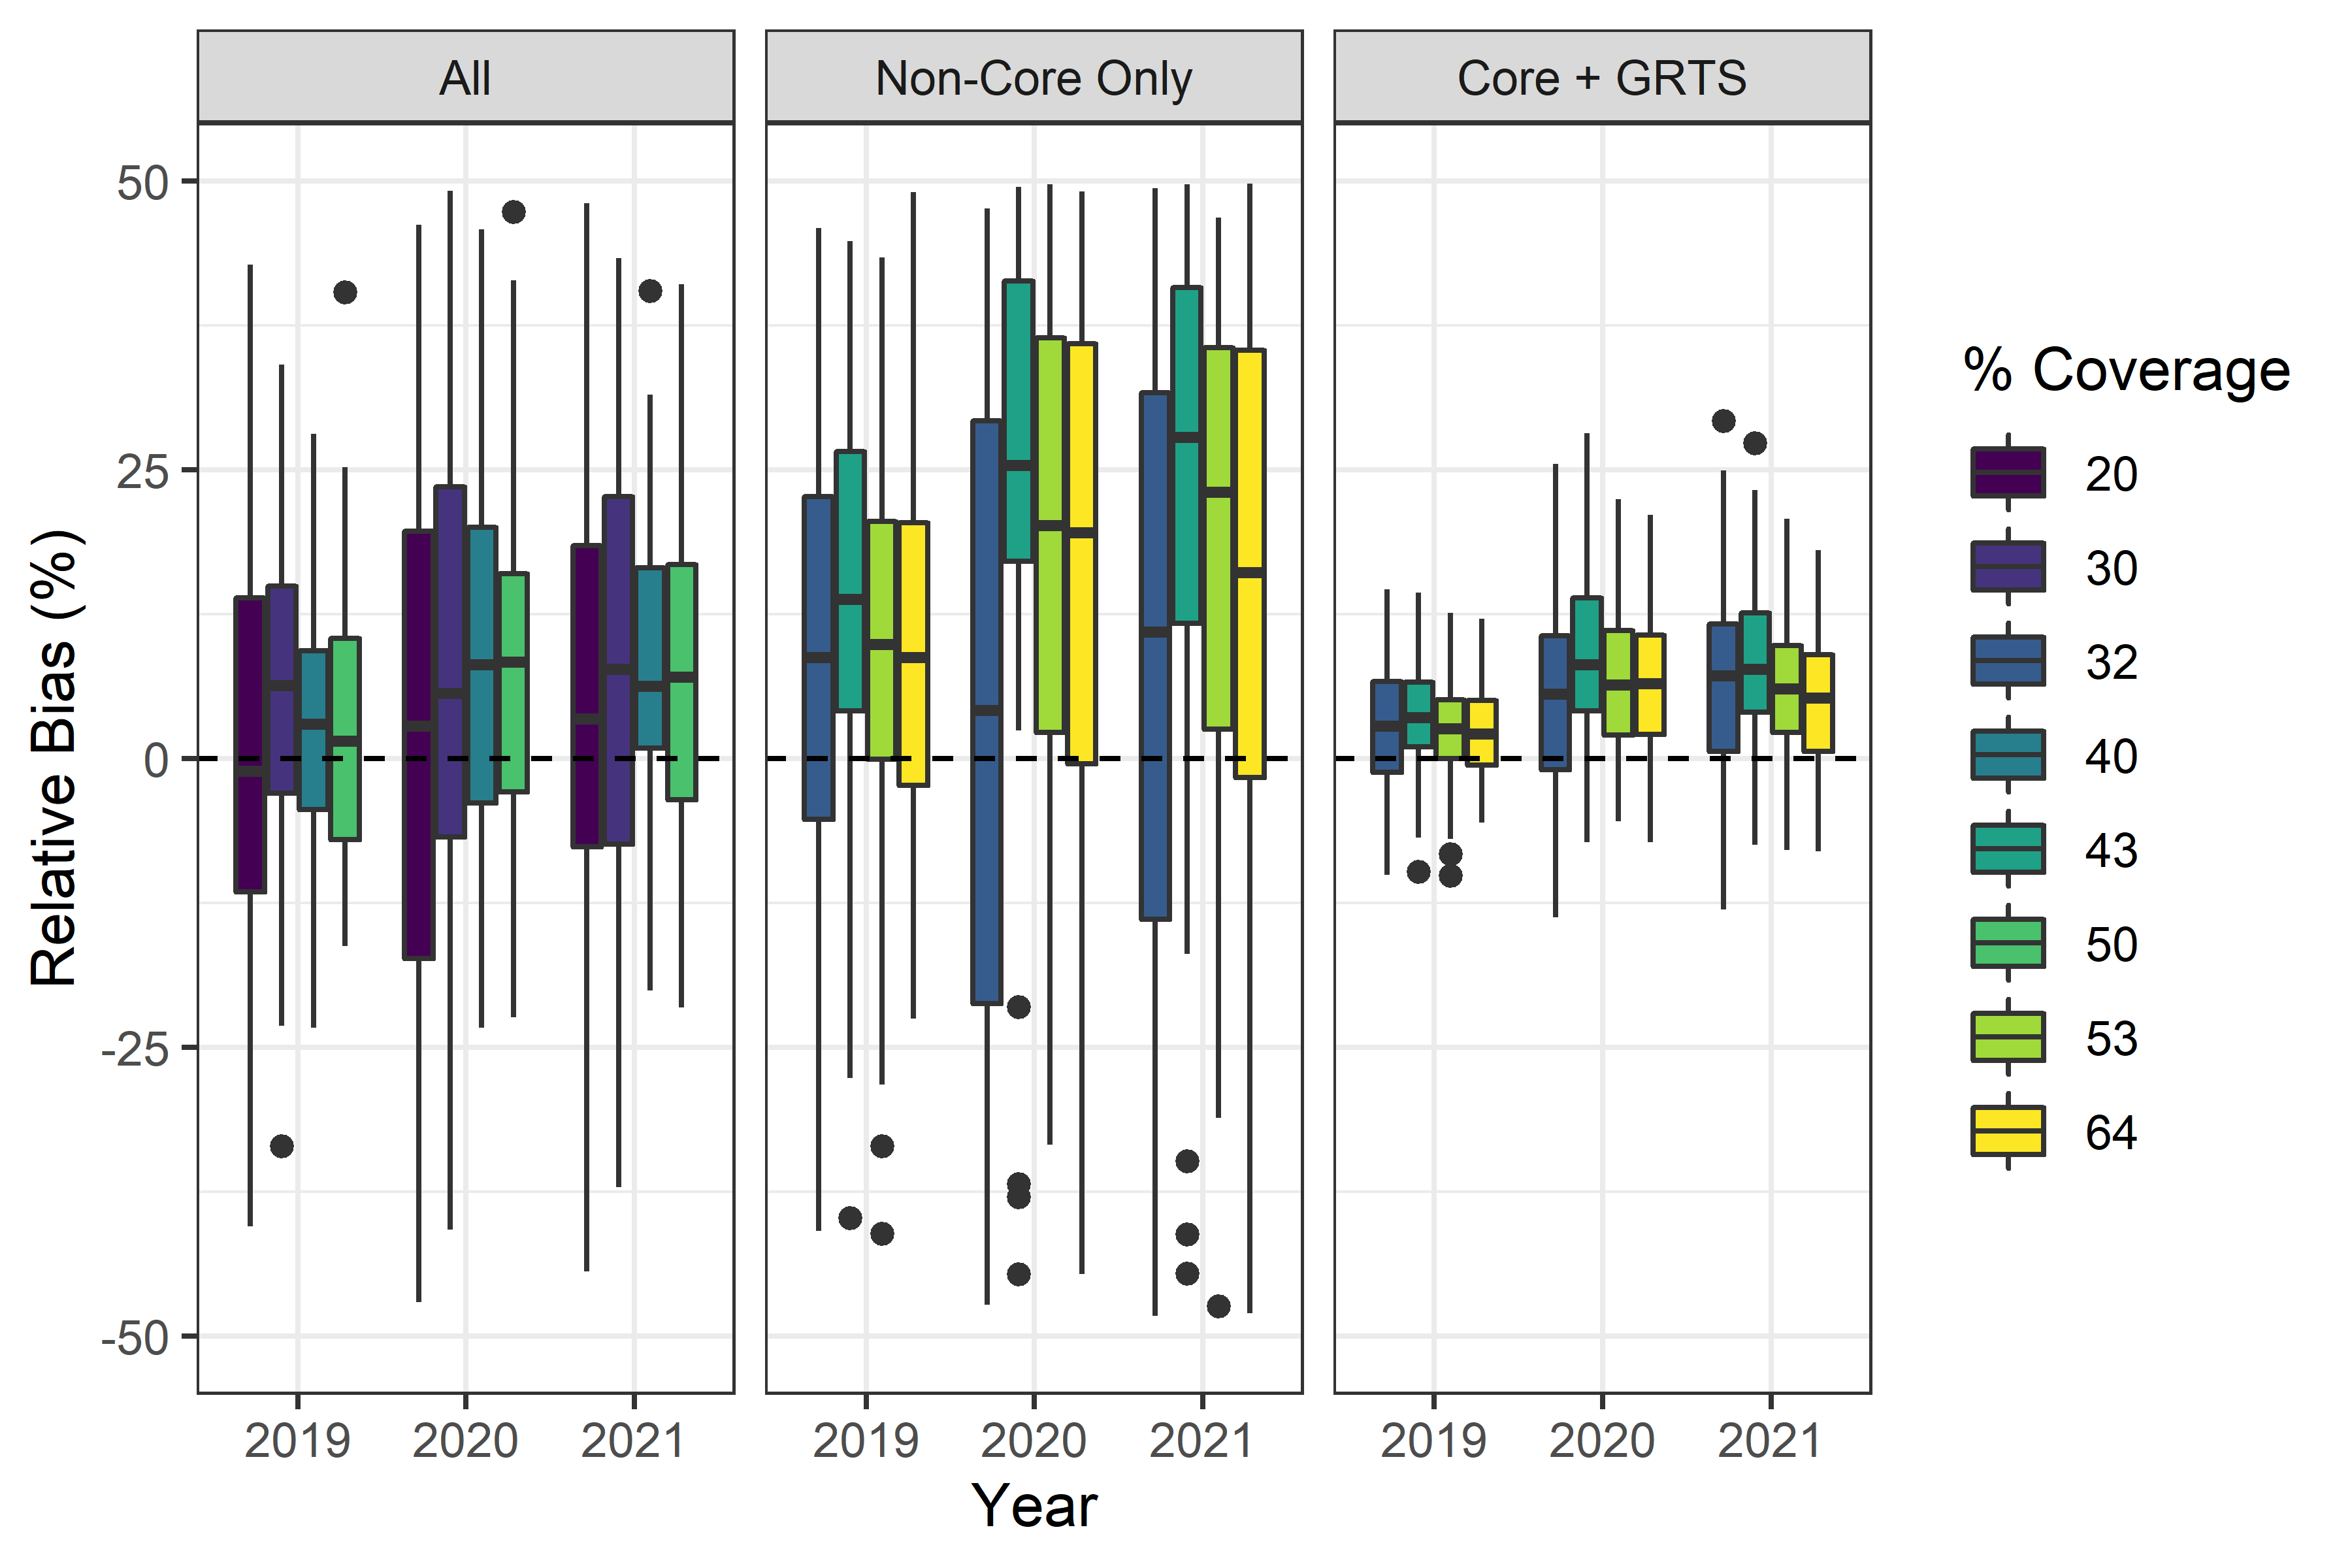 All
Non-Core Only
Core + GRTS
Relative Bias (%)
50
25
0
-25
-50
2019 2020 2021
2019 2020 2021
2019 2020 2021
Year
% Coverage
20
30
32
40
43
50
53
64